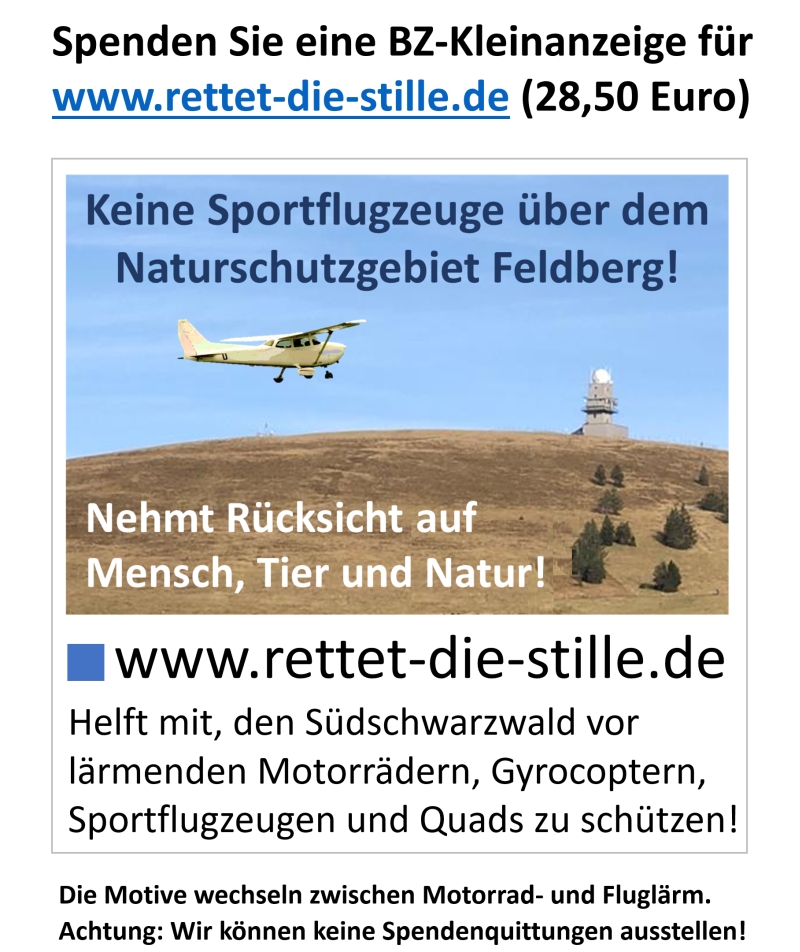 Spenden Sie eine BZ-Kleinanzeige für
www.rettet-die-stille.de (28,50 Euro)
Keine Sportflugzeuge über dem
Naturschutzgebiet Feldberg!
U
Nehmt Rücksicht auf
Mensch, Tier und Natur!
www.rettet-die-stille.de
Helft mit, den Südschwarzwald vor
lärmenden Motorrädern, Gyrocoptern,
Sportflugzeugen und Quads zu schützen!
Die Motive wechseln zwischen Motorrad- und Fluglärm.
Achtung: Wir können keine Spendenquittungen ausstellen!